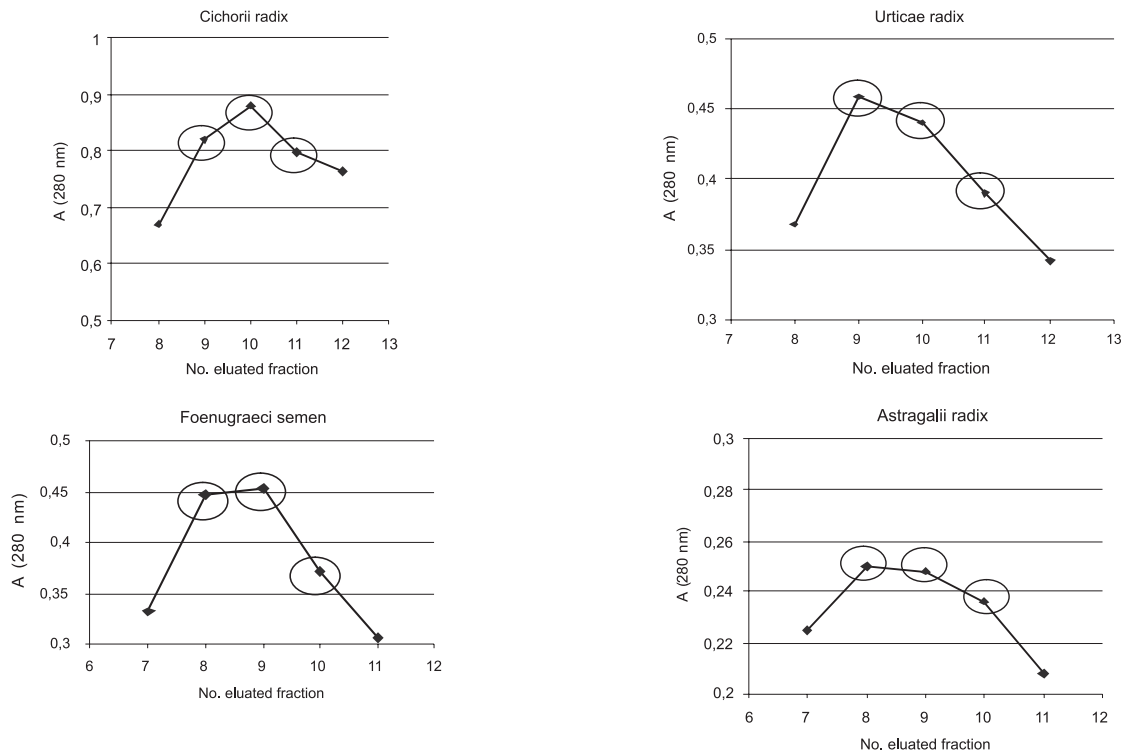 Cichorii radix
1
0,9
0,8
0,7
0,6
0,5
A (280 nm)
7 8 9 10 11 12 13
No. eluated fraction
Urticae radix
0,5
0,45
0,4
0,35
0,3
A (280 nm)
7 8 9 10 11 12 13
No. eluated fraction
Foenugraeci semen
0,5
0,45
0,4
0,35
0,3
A (280 nm)
6 7 8 9 10 11 12
No. eluated fraction
Astragalii radix
0,3
0,28
0,26
0,24
0,22
0,2
A (280 nm)
6 7 8 9 10 11 12
No. eluated fraction